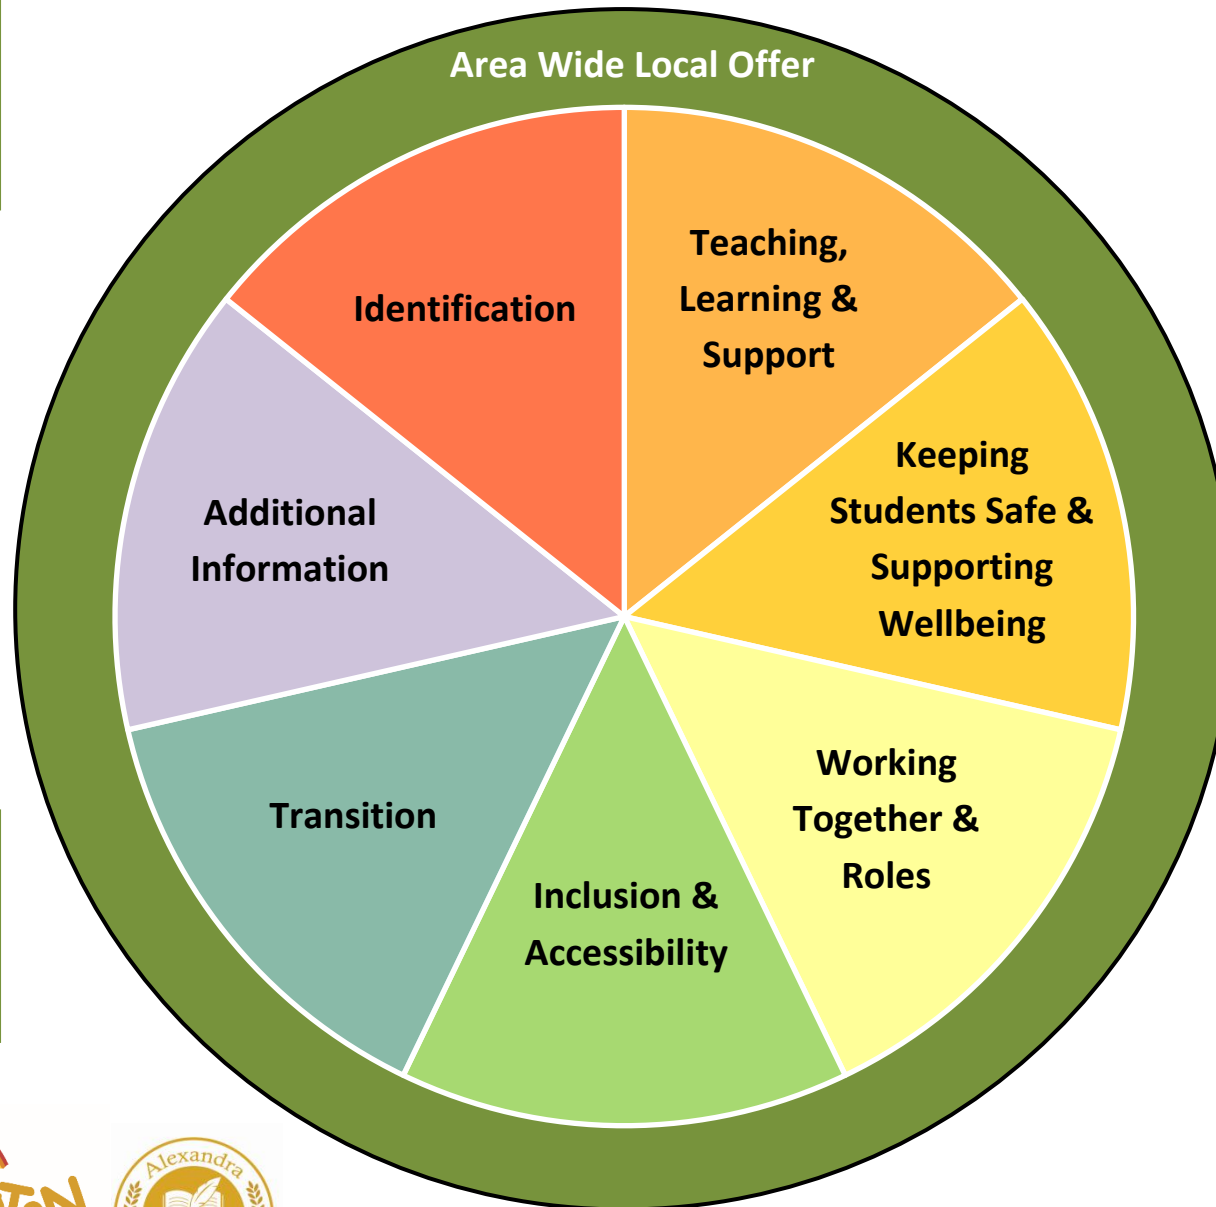 Area Wide Local Offer
Identification
Teaching,
Learning &
Support
Keeping
Students Safe &
Supporting
Wellbeing
Working
Together &
Roles
Inclusion &
Accessibility
Transition
Additional
Information
Alexandra